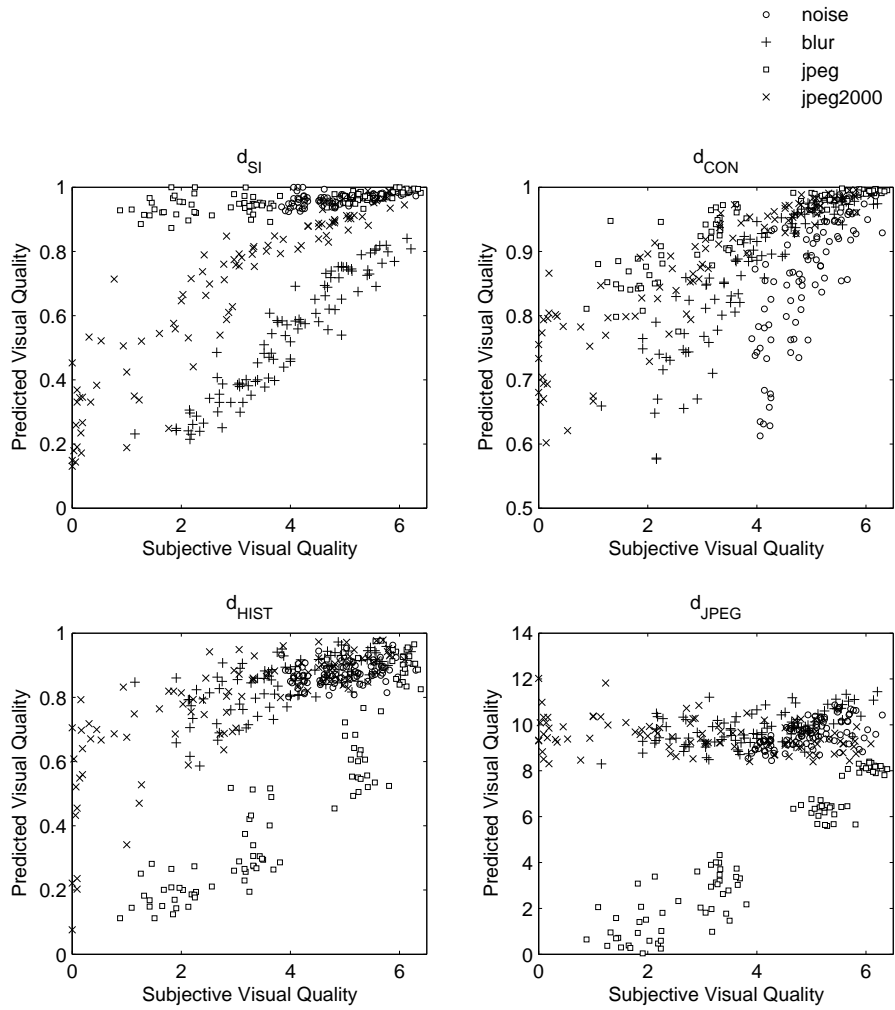 noise
blur
jpeg
jpeg2000
d_SI
1
0.8
0.6
0.4
0.2
0
0 2 4 6
Predicted Visual Quality
Subjective Visual Quality
d_CON
1
0.9
0.8
0.7
0.6
0.5
0 2 4 6
Predicted Visual Quality
Subjective Visual Quality
d_HIST
1
0.8
0.6
0.4
0.2
0
0 2 4 6
Predicted Visual Quality
Subjective Visual Quality
d_JPEG
14
12
10
8
6
4
2
0
0 2 4 6
Predicted Visual Quality
Subjective Visual Quality